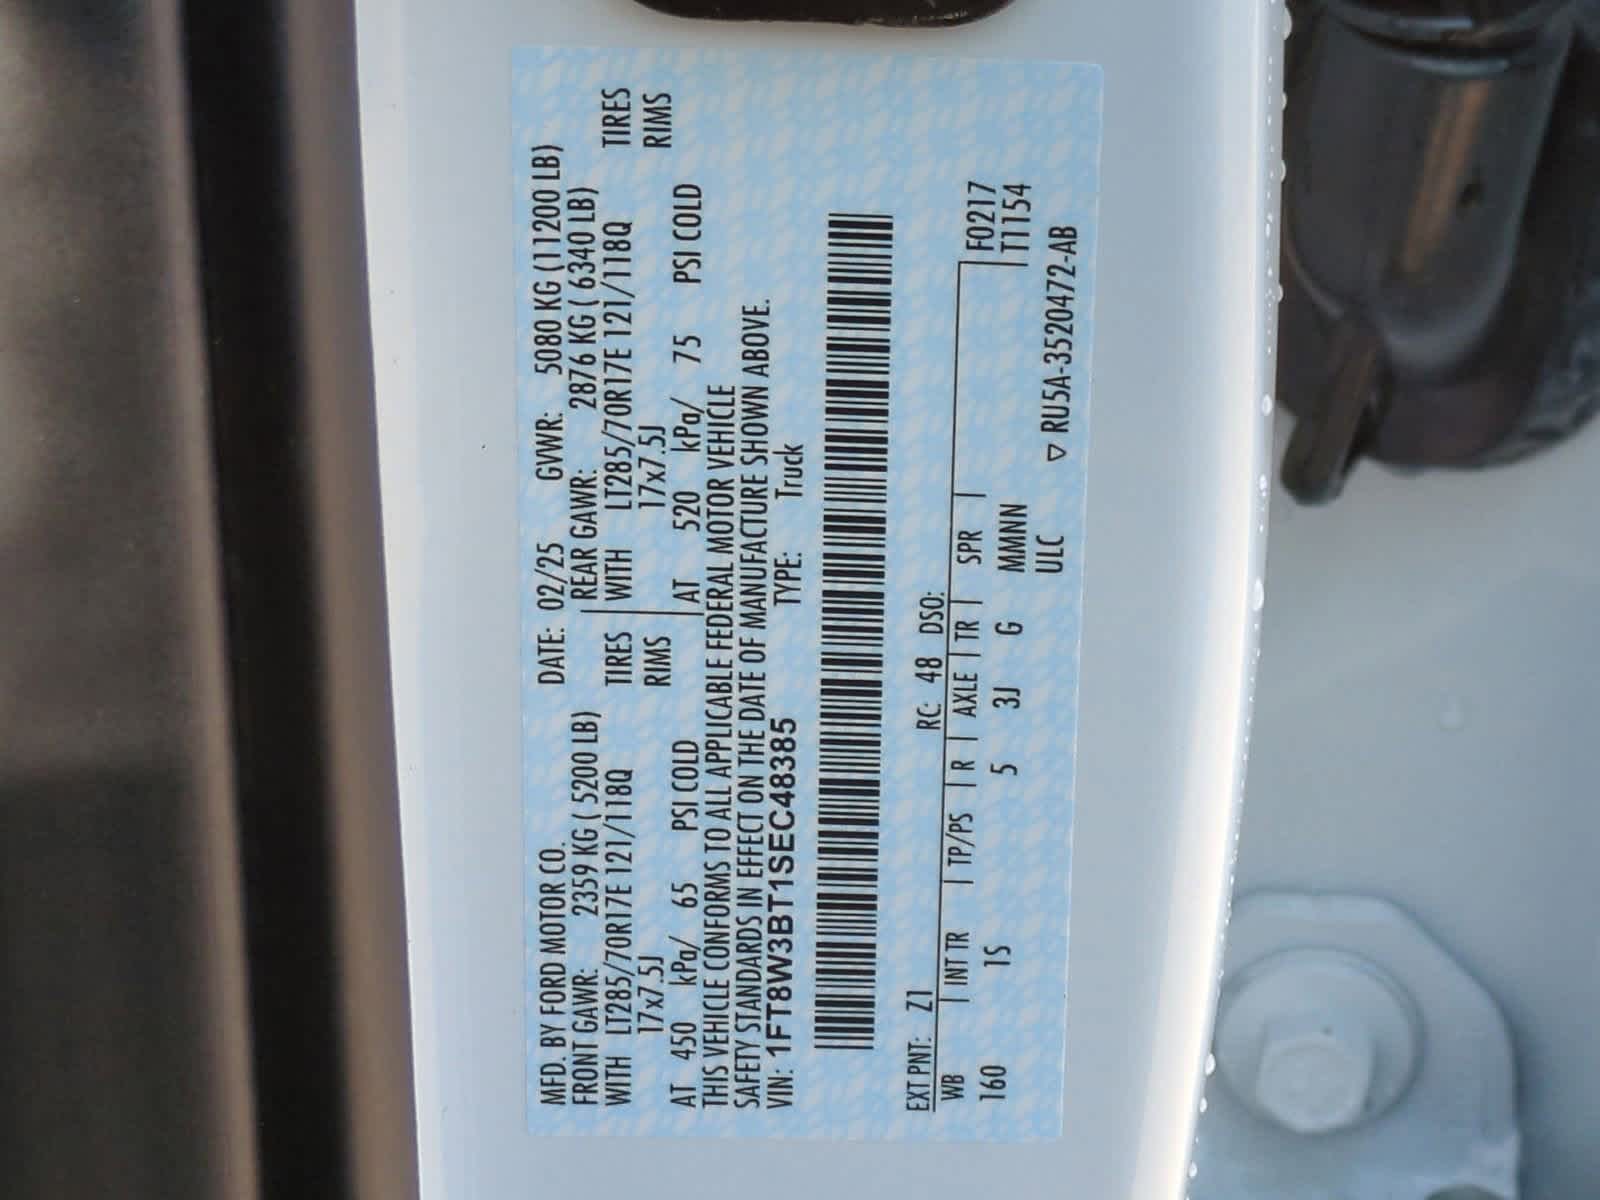 MFD. BY FORD MOTOR CO. DATE: 02/25 GVWR: 5080 KG (11200 LB)
FRONT GAWR: 2359 KG ( 5200 LB) REAR GAWR: 2876 KG ( 6340 LB)
WITH LT285/70R17E 121/118Q TIRES WITH LT285/70R17E 121/118Q TIRES
17x7.5J RIMS 17x7.5J RIMS
AT 450 kPa/ 65 PSI COLD AT 520 kPa/ 75 PSI COLD
THIS VEHICLE CONFORMS TO ALL APPLICABLE FEDERAL MOTOR VEHICLE
SAFETY STANDARDS IN EFFECT ON THE DATE OF MANUFACTURE SHOWN ABOVE.
VIN: 1FT8W3BT1SEC48385 TYPE: Truck
EXT PNT: Z1 RC: 48 DSO:
WB | INT TR | TP/PS | R | AXLE | TR | SPR | F0217
160 1S 5 3J G MMNN T1154
ULC ▽ RU5A-3520472-AB